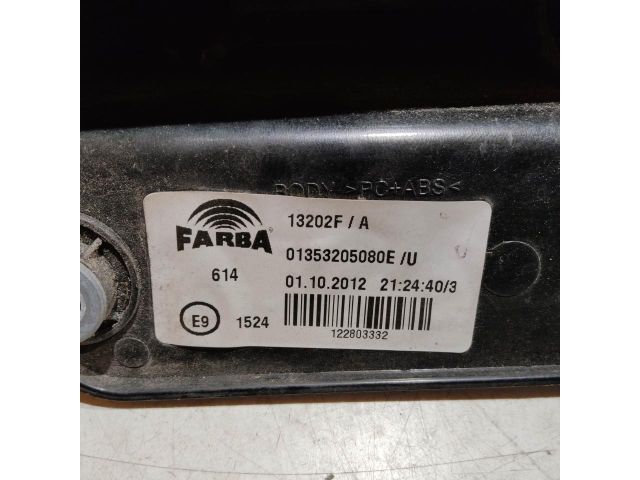 BODY >PC+ABS<
FARBA
13202F / A
01353205080E /U
614
01.10.2012 21:24:40/3
E9 1524
122803332